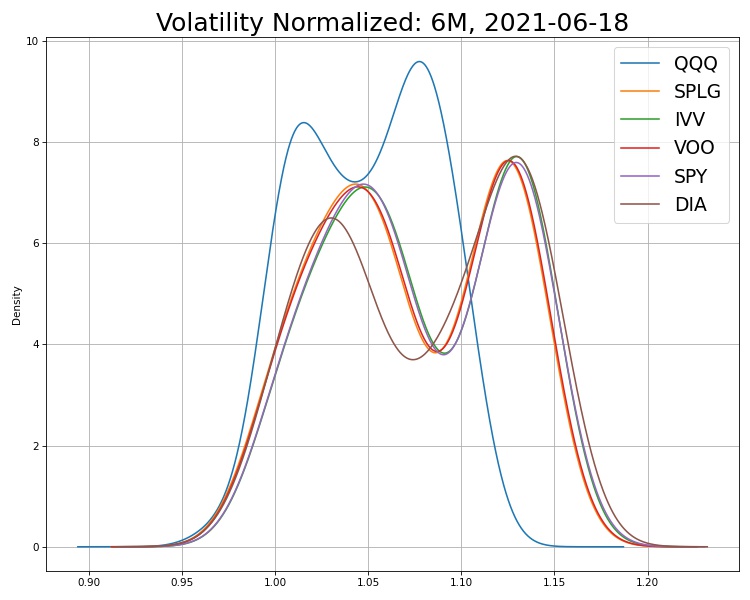 Volatility Normalized: 6M, 2021-06-18
10
8
6
4
2
0
Density
QQQ
SPLG
IVV
VOO
SPY
DIA
0.90 0.95 1.00 1.05 1.10 1.15 1.20